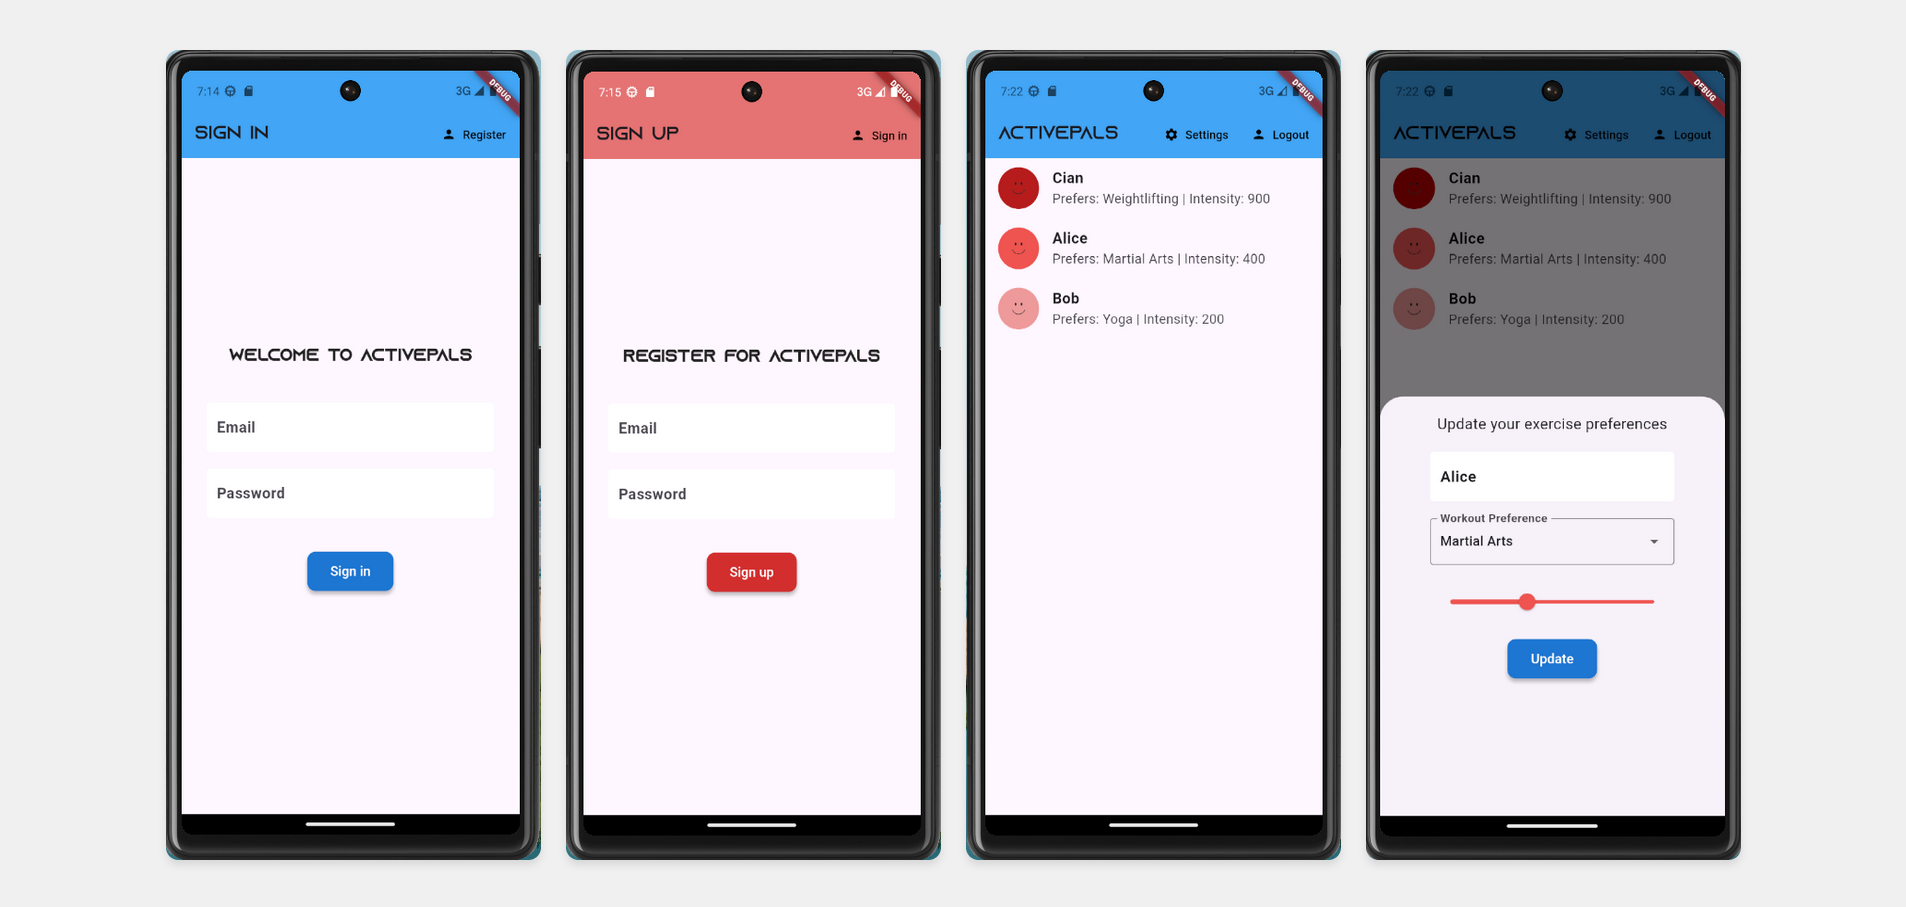 7:14
3G
DEBUG
SIGN IN
Register
WELCOME TO ACTIVEPALS
Email
Password
Sign in
7:15
3G
DEBUG
SIGN UP
Sign in
REGISTER FOR ACTIVEPALS
Email
Password
Sign up
7:22
3G
DEBUG
ACTIVEPALS
Settings
Logout
Cian
Prefers: Weightlifting | Intensity: 900
Alice
Prefers: Martial Arts | Intensity: 400
Bob
Prefers: Yoga | Intensity: 200
7:22
3G
DEBUG
ACTIVEPALS
Settings
Logout
Cian
Prefers: Weightlifting | Intensity: 900
Alice
Prefers: Martial Arts | Intensity: 400
Bob
Prefers: Yoga | Intensity: 200
Update your exercise preferences
Alice
Workout Preference
Martial Arts
Update